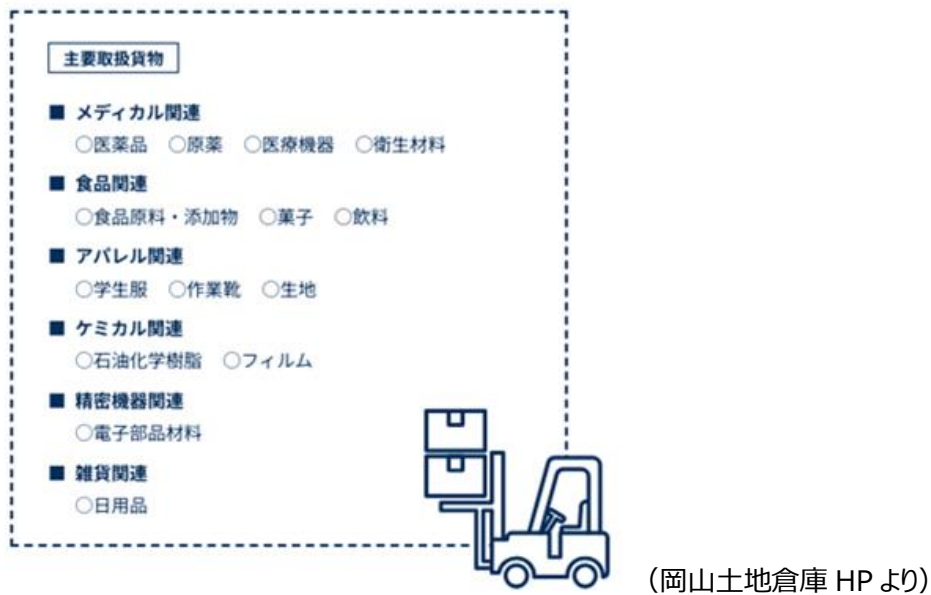 主要取扱貨物
■ メディカル関連
○医薬品 ○原薬 ○医療機器 ○衛生材料
■ 食品関連
○食品原料・添加物 ○菓子 ○飲料
■ アパレル関連
○学生服 ○作業靴 ○生地
■ ケミカル関連
○石油化学樹脂 ○フィルム
■ 精密機器関連
○電子部品材料
■ 雑貨関連
○日用品
（岡山土地倉庫 HP より）